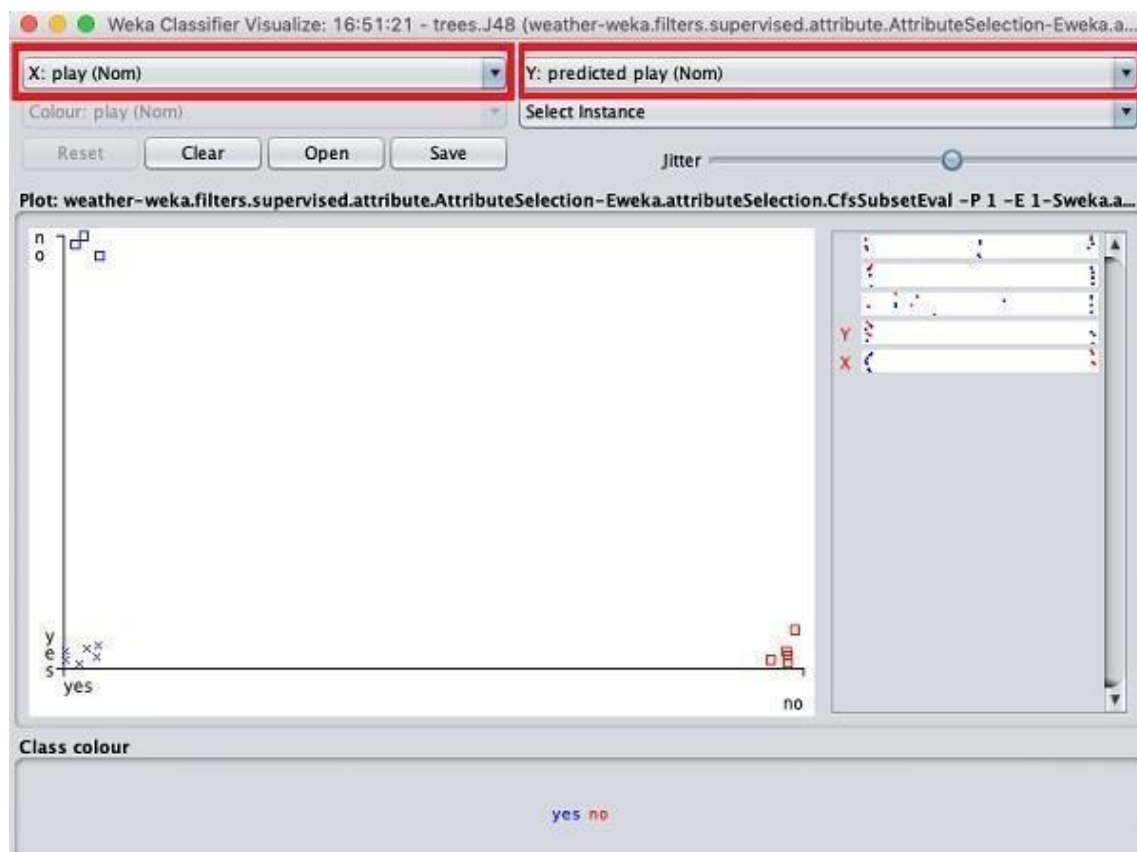 Weka Classifier Visualize: 16:51:21 - trees.J48 (weather-weka.filters.supervised.attribute.AttributeSelection-Eweka.a...
X: play (Nom) Y: predicted play (Nom)
Colour: play (Nom) Select Instance
Reset Clear Open Save Jitter
Plot: weather-weka.filters.supervised.attribute.AttributeSelection-Eweka.attributeSelection.CfsSubsetEval -P 1 -E 1-Sweka.a...
no
Y
X
yes
yes
no
Class colour
yes no